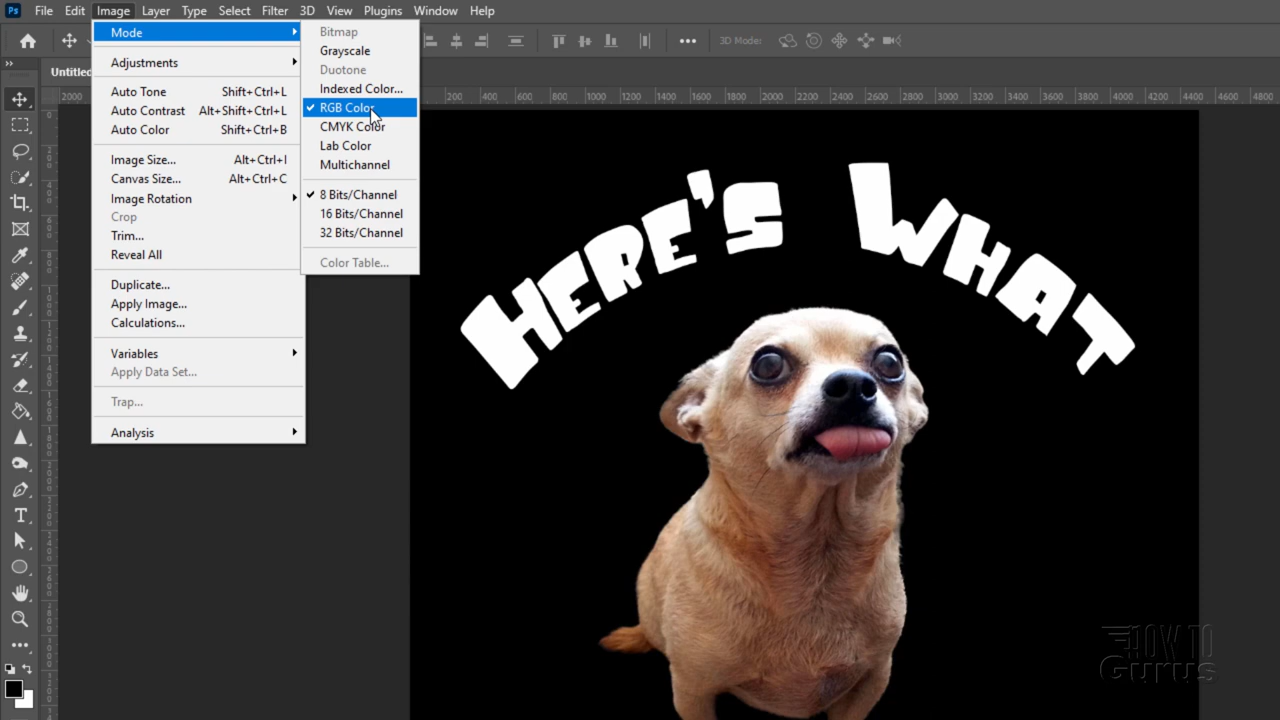 Ps File Edit Image Layer Type Select Filter 3D View Plugins Window Help
3D Mode:
Untitle
2000 200 400 600 800 1000 1200 1400 1600 1800 2000 2200 2400 2600 2800 3000 3200 3400 3600 3800 4000 4200 4400 4600 4800
Mode
Adjustments
Auto Tone Shift+Ctrl+L
Auto Contrast Alt+Shift+Ctrl+L
Auto Color Shift+Ctrl+B
Image Size... Alt+Ctrl+I
Canvas Size... Alt+Ctrl+C
Image Rotation
Crop
Trim...
Reveal All
Duplicate...
Apply Image...
Calculations...
Variables
Apply Data Set...
Trap...
Analysis
Bitmap
Grayscale
Duotone
Indexed Color...
RGB Color
CMYK Color
Lab Color
Multichannel
8 Bits/Channel
16 Bits/Channel
32 Bits/Channel
Color Table...
HERE'S WHAT
HOW TO
GURUS